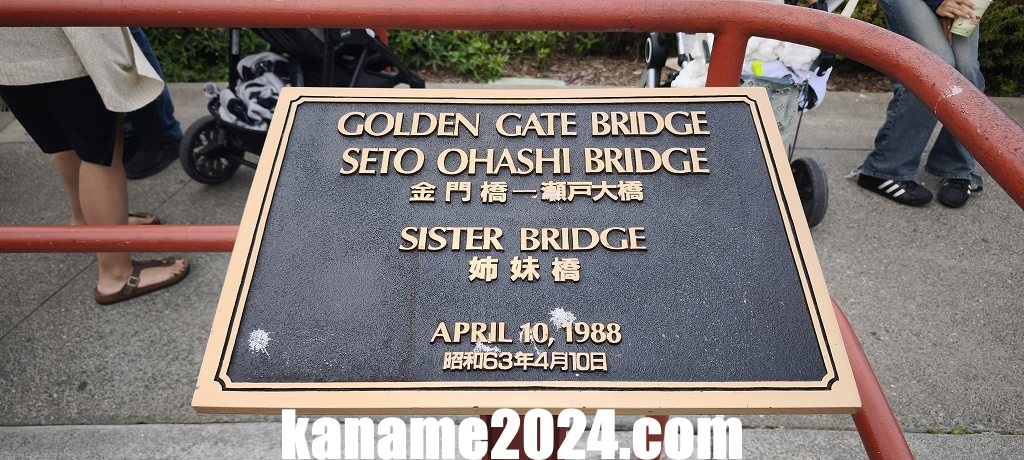 GOLDEN GATE BRIDGE
SETO OHASHI BRIDGE
金門橋—瀬戸大橋
SISTER BRIDGE
姉妹橋
APRIL 10, 1988
昭和63年4月10日
kaname2024.com